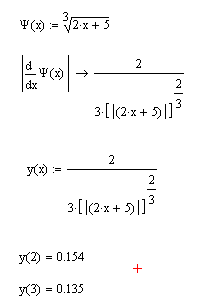 Ψ(x) := ∛(2·x + 5)
|d/dx Ψ(x)| → 2 / (3·[|(2·x + 5)|]^(2/3))
y(x) := 2 / (3·[|(2·x + 5)|]^(2/3))
y(2) = 0.154
y(3) = 0.135